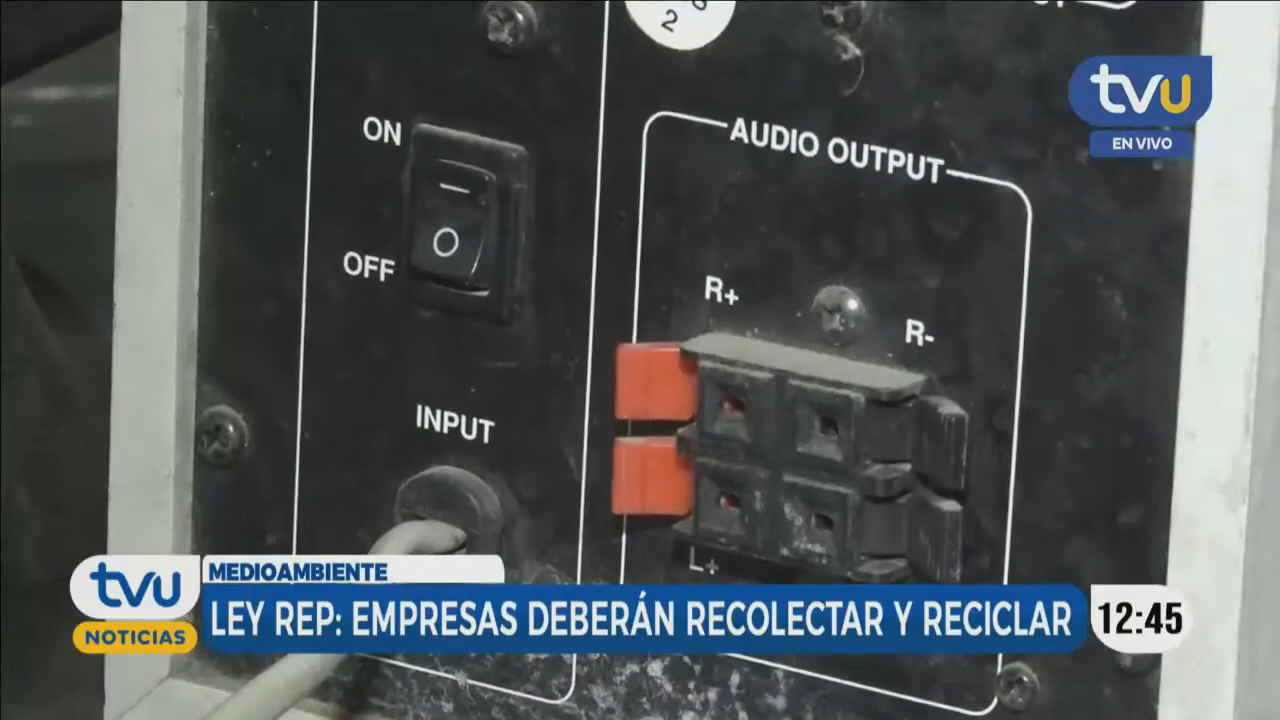 2
tvu
EN VIVO
ON
AUDIO OUTPUT
OFF
R+
R-
INPUT
L+
tvu
NOTICIAS
MEDIOAMBIENTE
LEY REP: EMPRESAS DEBERÁN RECOLECTAR Y RECICLAR
12:45